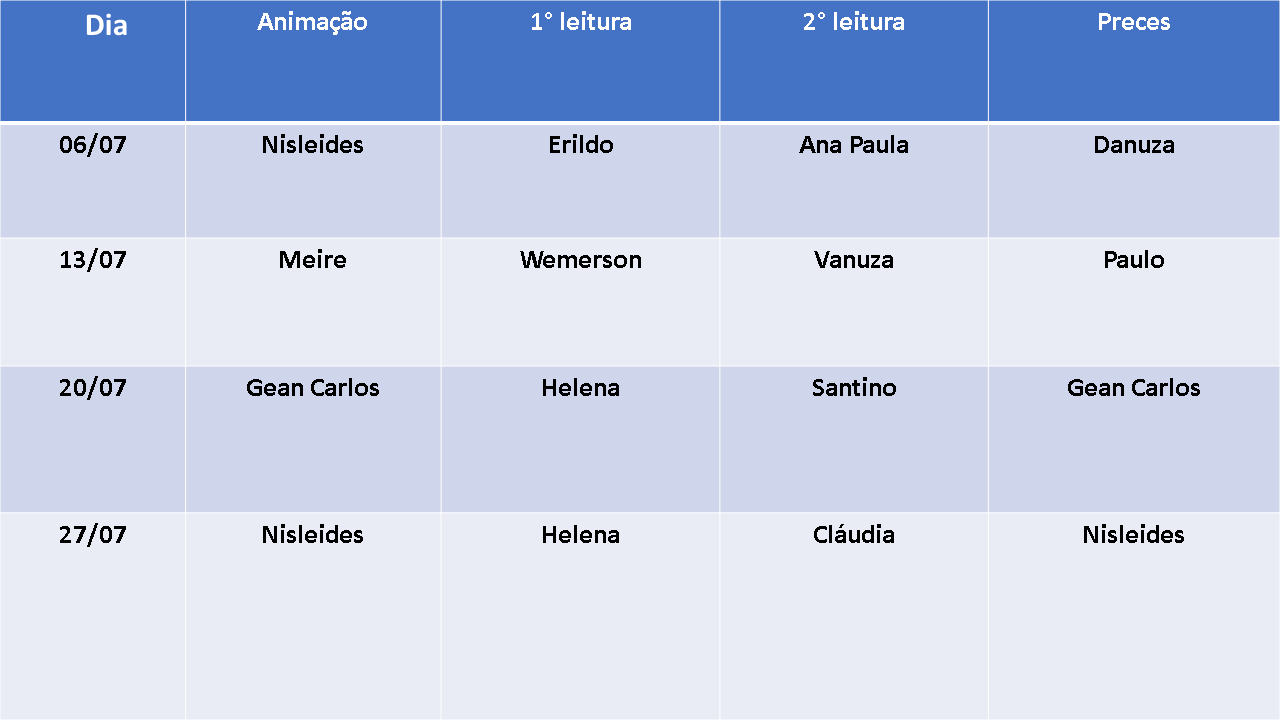 Dia Animação 1° leitura 2° leitura Preces
06/07 Nisleides Erildo Ana Paula Danuza
13/07 Meire Wemerson Vanuza Paulo
20/07 Gean Carlos Helena Santino Gean Carlos
27/07 Nisleides Helena Cláudia Nisleides